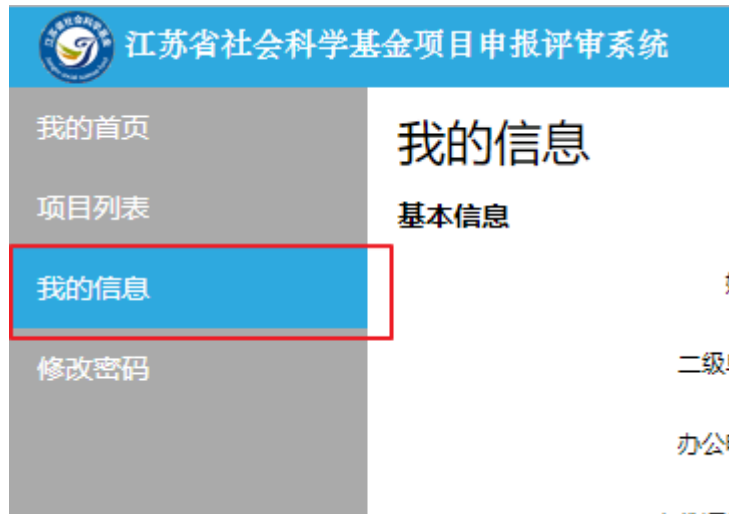 江苏省社会科学基金项目申报评审系统
我的首页
项目列表
我的信息
修改密码
我的信息
基本信息
二级
办公